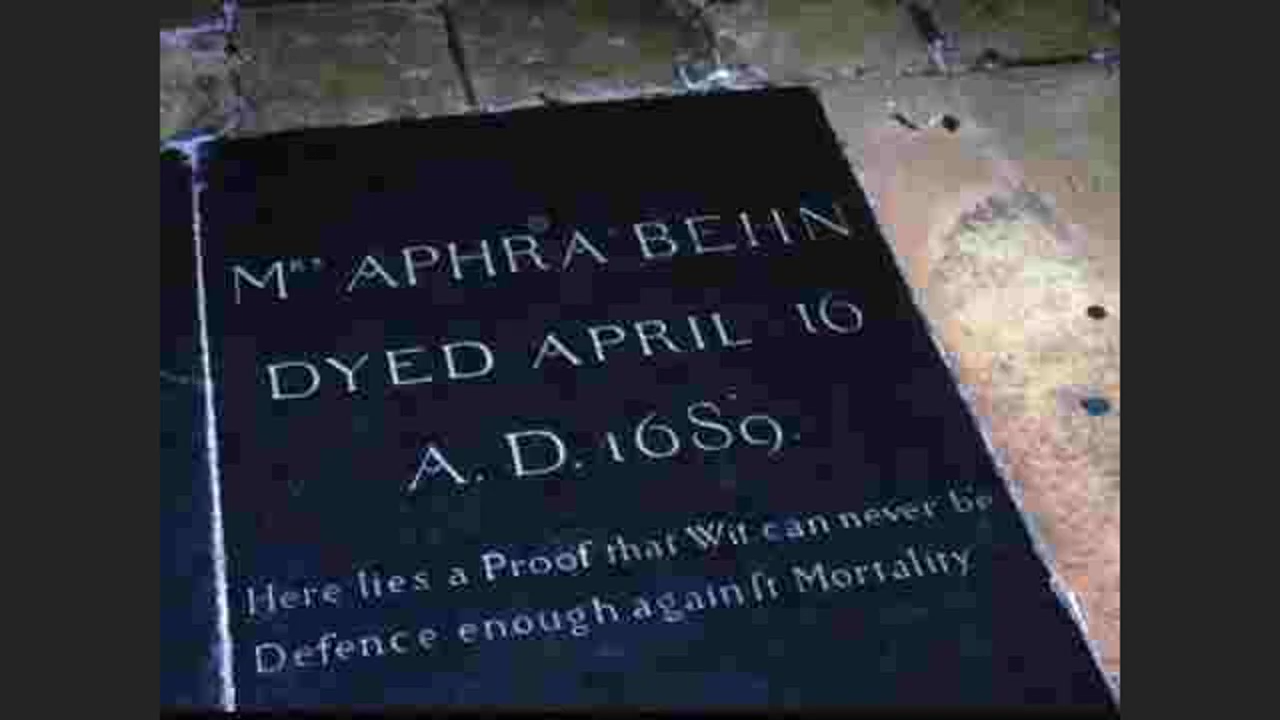 Mrs APHRA BEHN
DYED APRIL 16
A. D. 1689.
Here lies a Proof that Wit can never be
Defence enough againſt Mortality